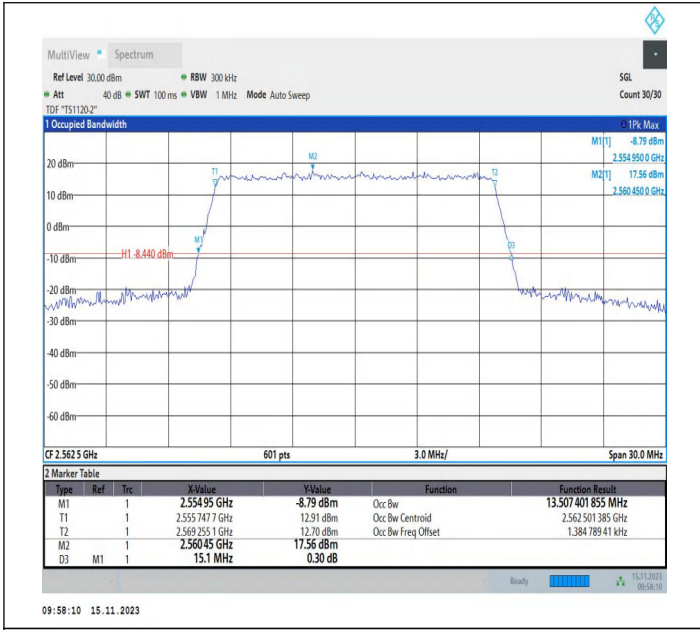 R S
MultiView Spectrum
Ref Level 30.00 dBm RBW 300 kHz SGL
Att 40 dB SWT 100 ms VBW 1 MHz Mode Auto Sweep Count 30/30
TDF "TS1120-2"
1 Occupied Bandwidth 1Pk Max
M1[1] -8.79 dBm
2.554 950 0 GHz
M2[1] 17.56 dBm
2.560 450 0 GHz
M2
20 dBm
T1 T2
10 dBm
0 dBm
M1 D3
H1 -8.440 dBm
-10 dBm
-20 dBm
-30 dBm
-40 dBm
-50 dBm
-60 dBm
CF 2.562 5 GHz 601 pts 3.0 MHz/ Span 30.0 MHz
2 Marker Table
Type Ref Trc X-Value Y-Value Function Function Result
M1 1 2.554 95 GHz -8.79 dBm Occ Bw 13.507 401 855 MHz
T1 1 2.555 747 7 GHz 12.91 dBm Occ Bw Centroid 2.562 501 385 GHz
T2 1 2.569 255 1 GHz 12.70 dBm Occ Bw Freq Offset 1.384 789 41 kHz
M2 1 2.560 45 GHz 17.56 dBm
D3 M1 1 15.1 MHz 0.30 dB
Ready 15.11.2023
09:58:10
09:58:10 15.11.2023